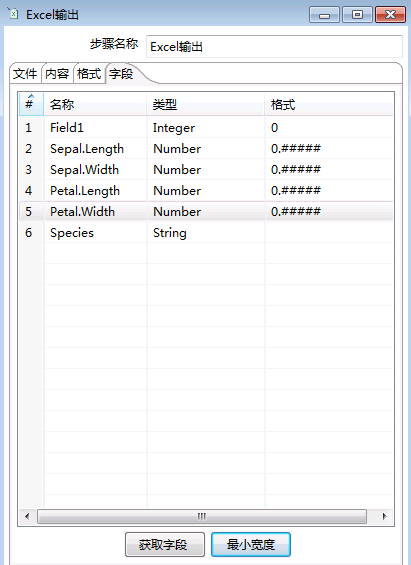 Excel输出
步骤名称 Excel输出
文件 内容 格式 字段
# 名称 类型 格式
1 Field1 Integer 0
2 Sepal.Length Number 0.#####
3 Sepal.Width Number 0.#####
4 Petal.Length Number 0.#####
5 Petal.Width Number 0.#####
6 Species String
获取字段 最小宽度